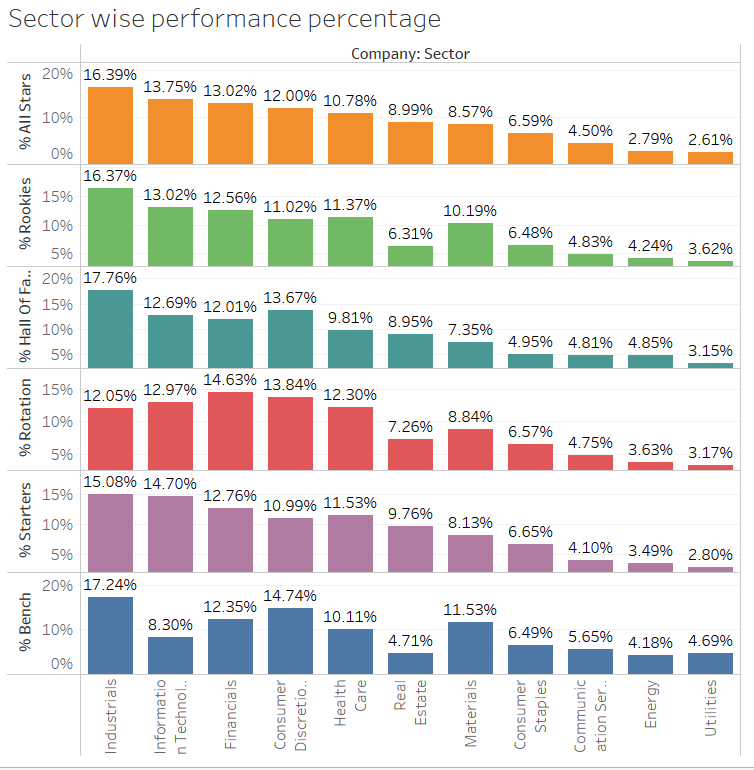 Sector wise performance percentage
Company: Sector
% All Stars
20%
10%
0%
16.39% 13.75% 13.02% 12.00% 10.78% 8.99% 8.57% 6.59% 4.50% 2.79% 2.61%
% Rookies
15%
10%
5%
16.37% 13.02% 12.56% 11.02% 11.37% 6.31% 10.19% 6.48% 4.83% 4.24% 3.62%
% Hall Of Fa..
20%
15%
10%
5%
17.76% 12.69% 12.01% 13.67% 9.81% 8.95% 7.35% 4.95% 4.81% 4.85% 3.15%
% Rotation
15%
10%
5%
12.05% 12.97% 14.63% 13.84% 12.30% 7.26% 8.84% 6.57% 4.75% 3.63% 3.17%
% Starters
15%
10%
5%
15.08% 14.70% 12.76% 10.99% 11.53% 9.76% 8.13% 6.65% 4.10% 3.49% 2.80%
% Bench
20%
10%
0%
17.24% 8.30% 12.35% 14.74% 10.11% 4.71% 11.53% 6.49% 5.65% 4.18% 4.69%
Industrials
Informatio
n Technol..
Financials
Consumer
Discretio..
Health
Care
Real
Estate
Materials
Consumer
Staples
Communic
ation Ser..
Energy
Utilities